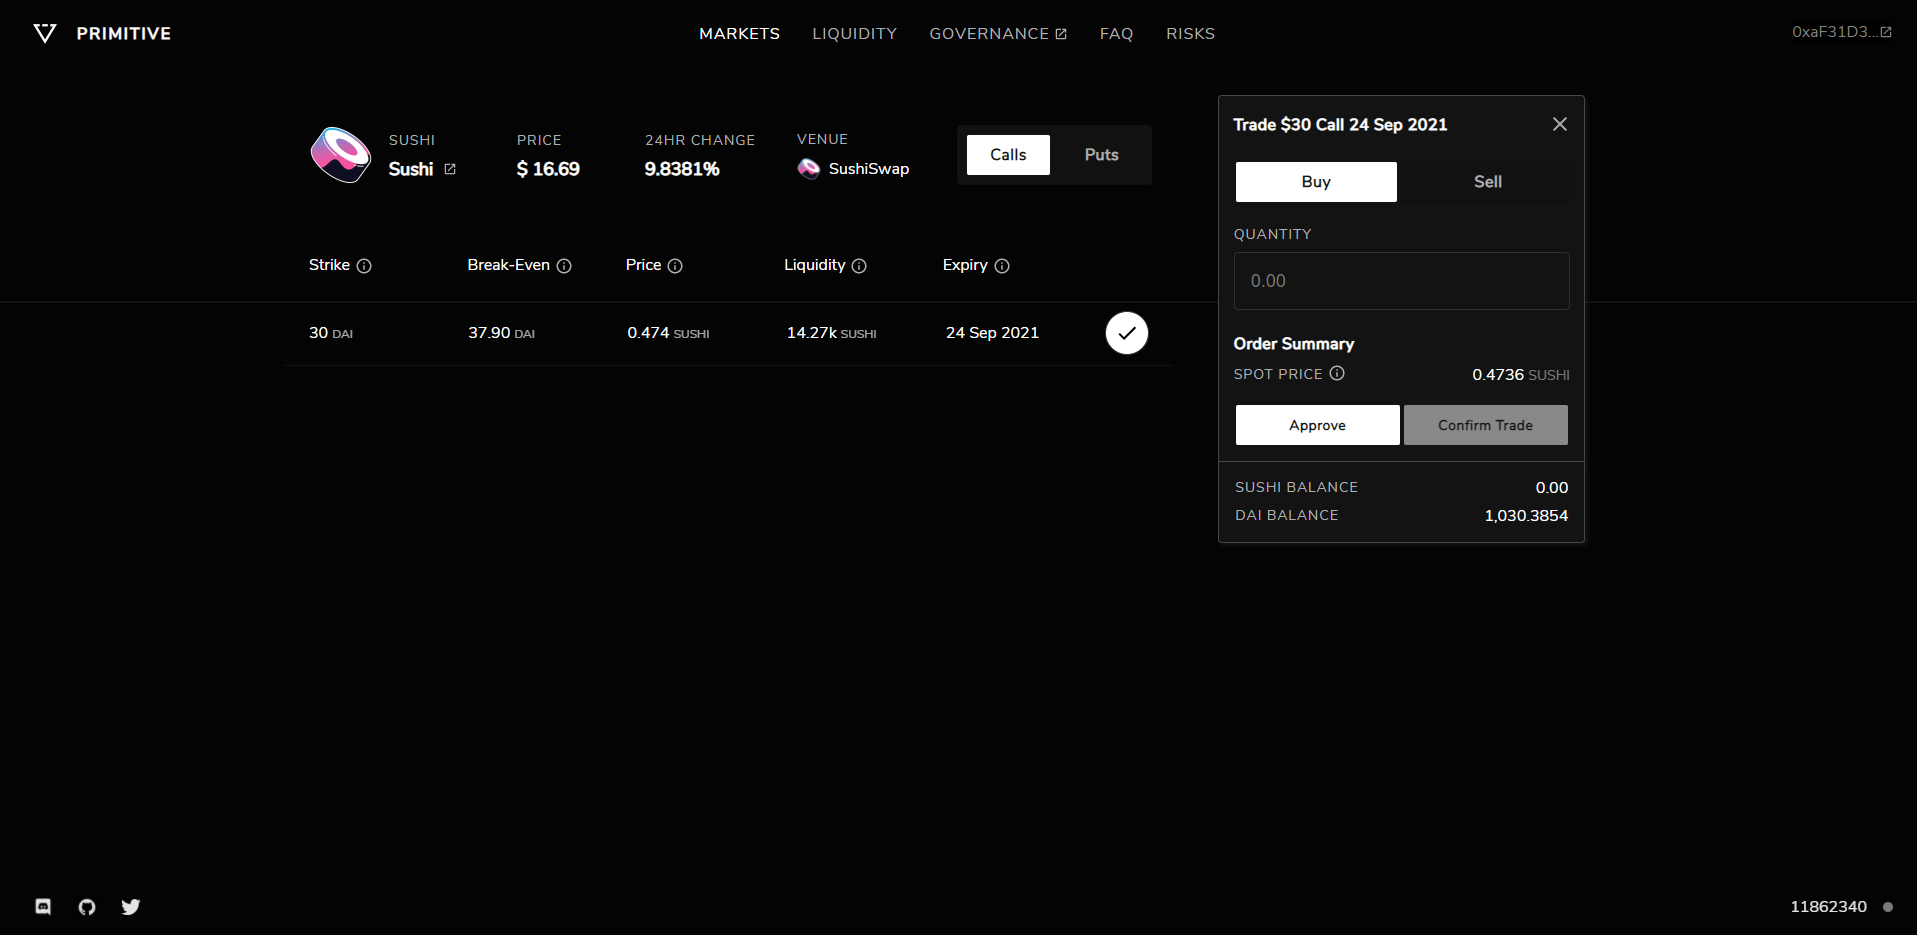 PRIMITIVE
MARKETS LIQUIDITY GOVERNANCE FAQ RISKS
0xaF31D3...
SUSHI PRICE 24HR CHANGE VENUE
Sushi $ 16.69 9.8381% SushiSwap
Calls Puts
Strike Break-Even Price Liquidity Expiry
30 DAI 37.90 DAI 0.474 SUSHI 14.27k SUSHI 24 Sep 2021
Trade $30 Call 24 Sep 2021
Buy Sell
QUANTITY
0.00
Order Summary
SPOT PRICE 0.4736 SUSHI
Approve Confirm Trade
SUSHI BALANCE 0.00
DAI BALANCE 1,030.3854
11862340